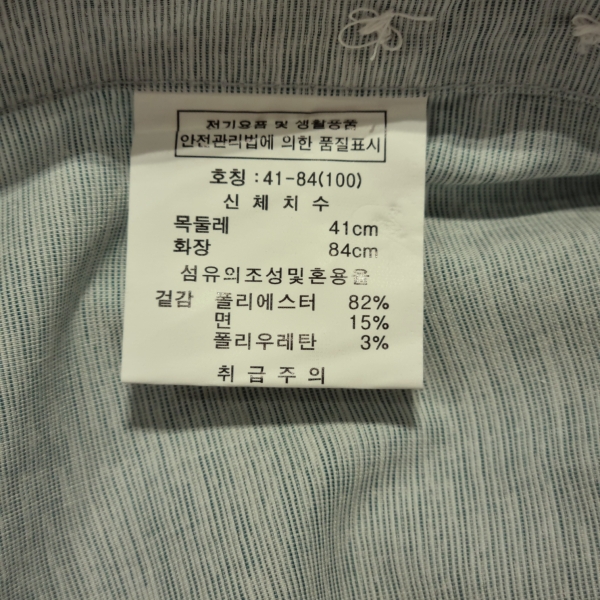 전기용품 및 생활용품
안전관리법에 의한 품질표시
호칭 : 41-84(100)
신 체 치 수
목둘레 41cm
화장 84cm
섬유의조성및혼용율
겉감 폴리에스터 82%
면 15%
폴리우레탄 3%
취 급 주 의